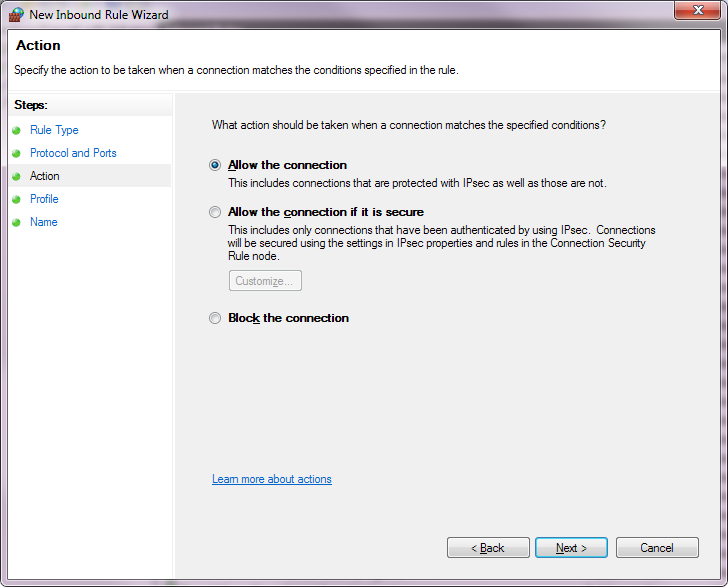 New Inbound Rule Wizard
Action
Specify the action to be taken when a connection matches the conditions specified in the rule.
Steps:
Rule Type
Protocol and Ports
Action
Profile
Name
What action should be taken when a connection matches the specified conditions?
Allow the connection
This includes connections that are protected with IPsec as well as those are not.
Allow the connection if it is secure
This includes only connections that have been authenticated by using IPsec. Connections
will be secured using the settings in IPsec properties and rules in the Connection Security
Rule node.
Customize...
Block the connection
Learn more about actions
< Back
Next >
Cancel